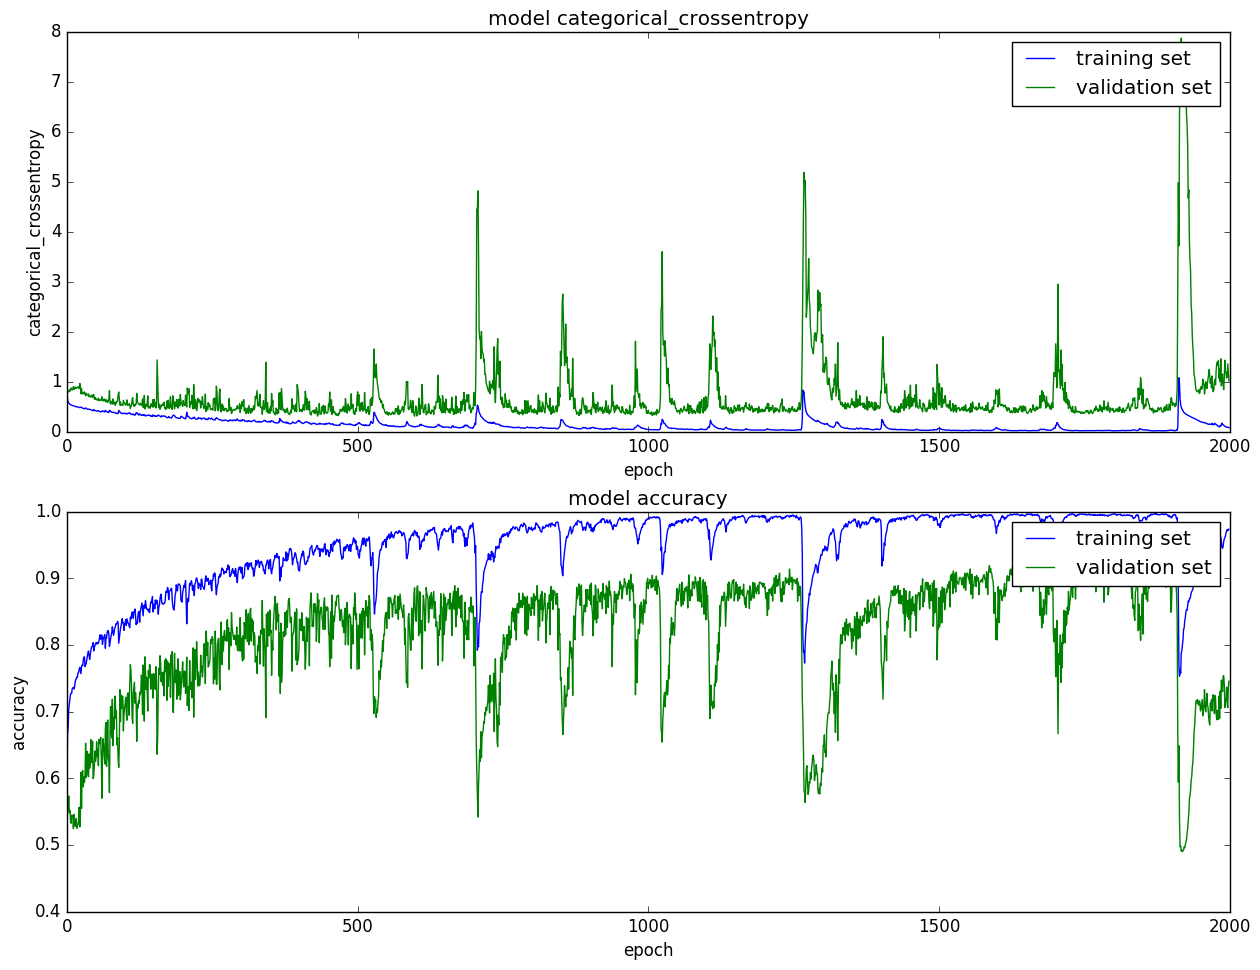 model categorical_crossentropy
8
7
6
5
4
3
2
1
0
categorical_crossentropy
training set
validation set
0 500 1000 1500 2000
epoch
model accuracy
1.0
0.9
0.8
0.7
0.6
0.5
0.4
accuracy
training set
validation set
0 500 1000 1500 2000
epoch